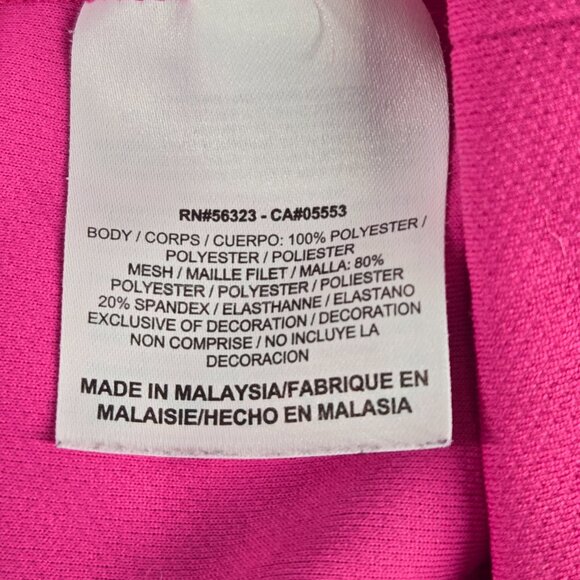 RN#56323 - CA#05553
BODY / CORPS / CUERPO: 100% POLYESTER /
POLYESTER / POLIESTER
MESH / MAILLE FILET / MALLA: 80%
POLYESTER / POLYESTER / POLIESTER
20% SPANDEX / ELASTHANNE / ELASTANO
EXCLUSIVE OF DECORATION / DECORATION
NON COMPRISE / NO INCLUYE LA
DECORACION
MADE IN MALAYSIA/FABRIQUE EN
MALAISIE/HECHO EN MALASIA